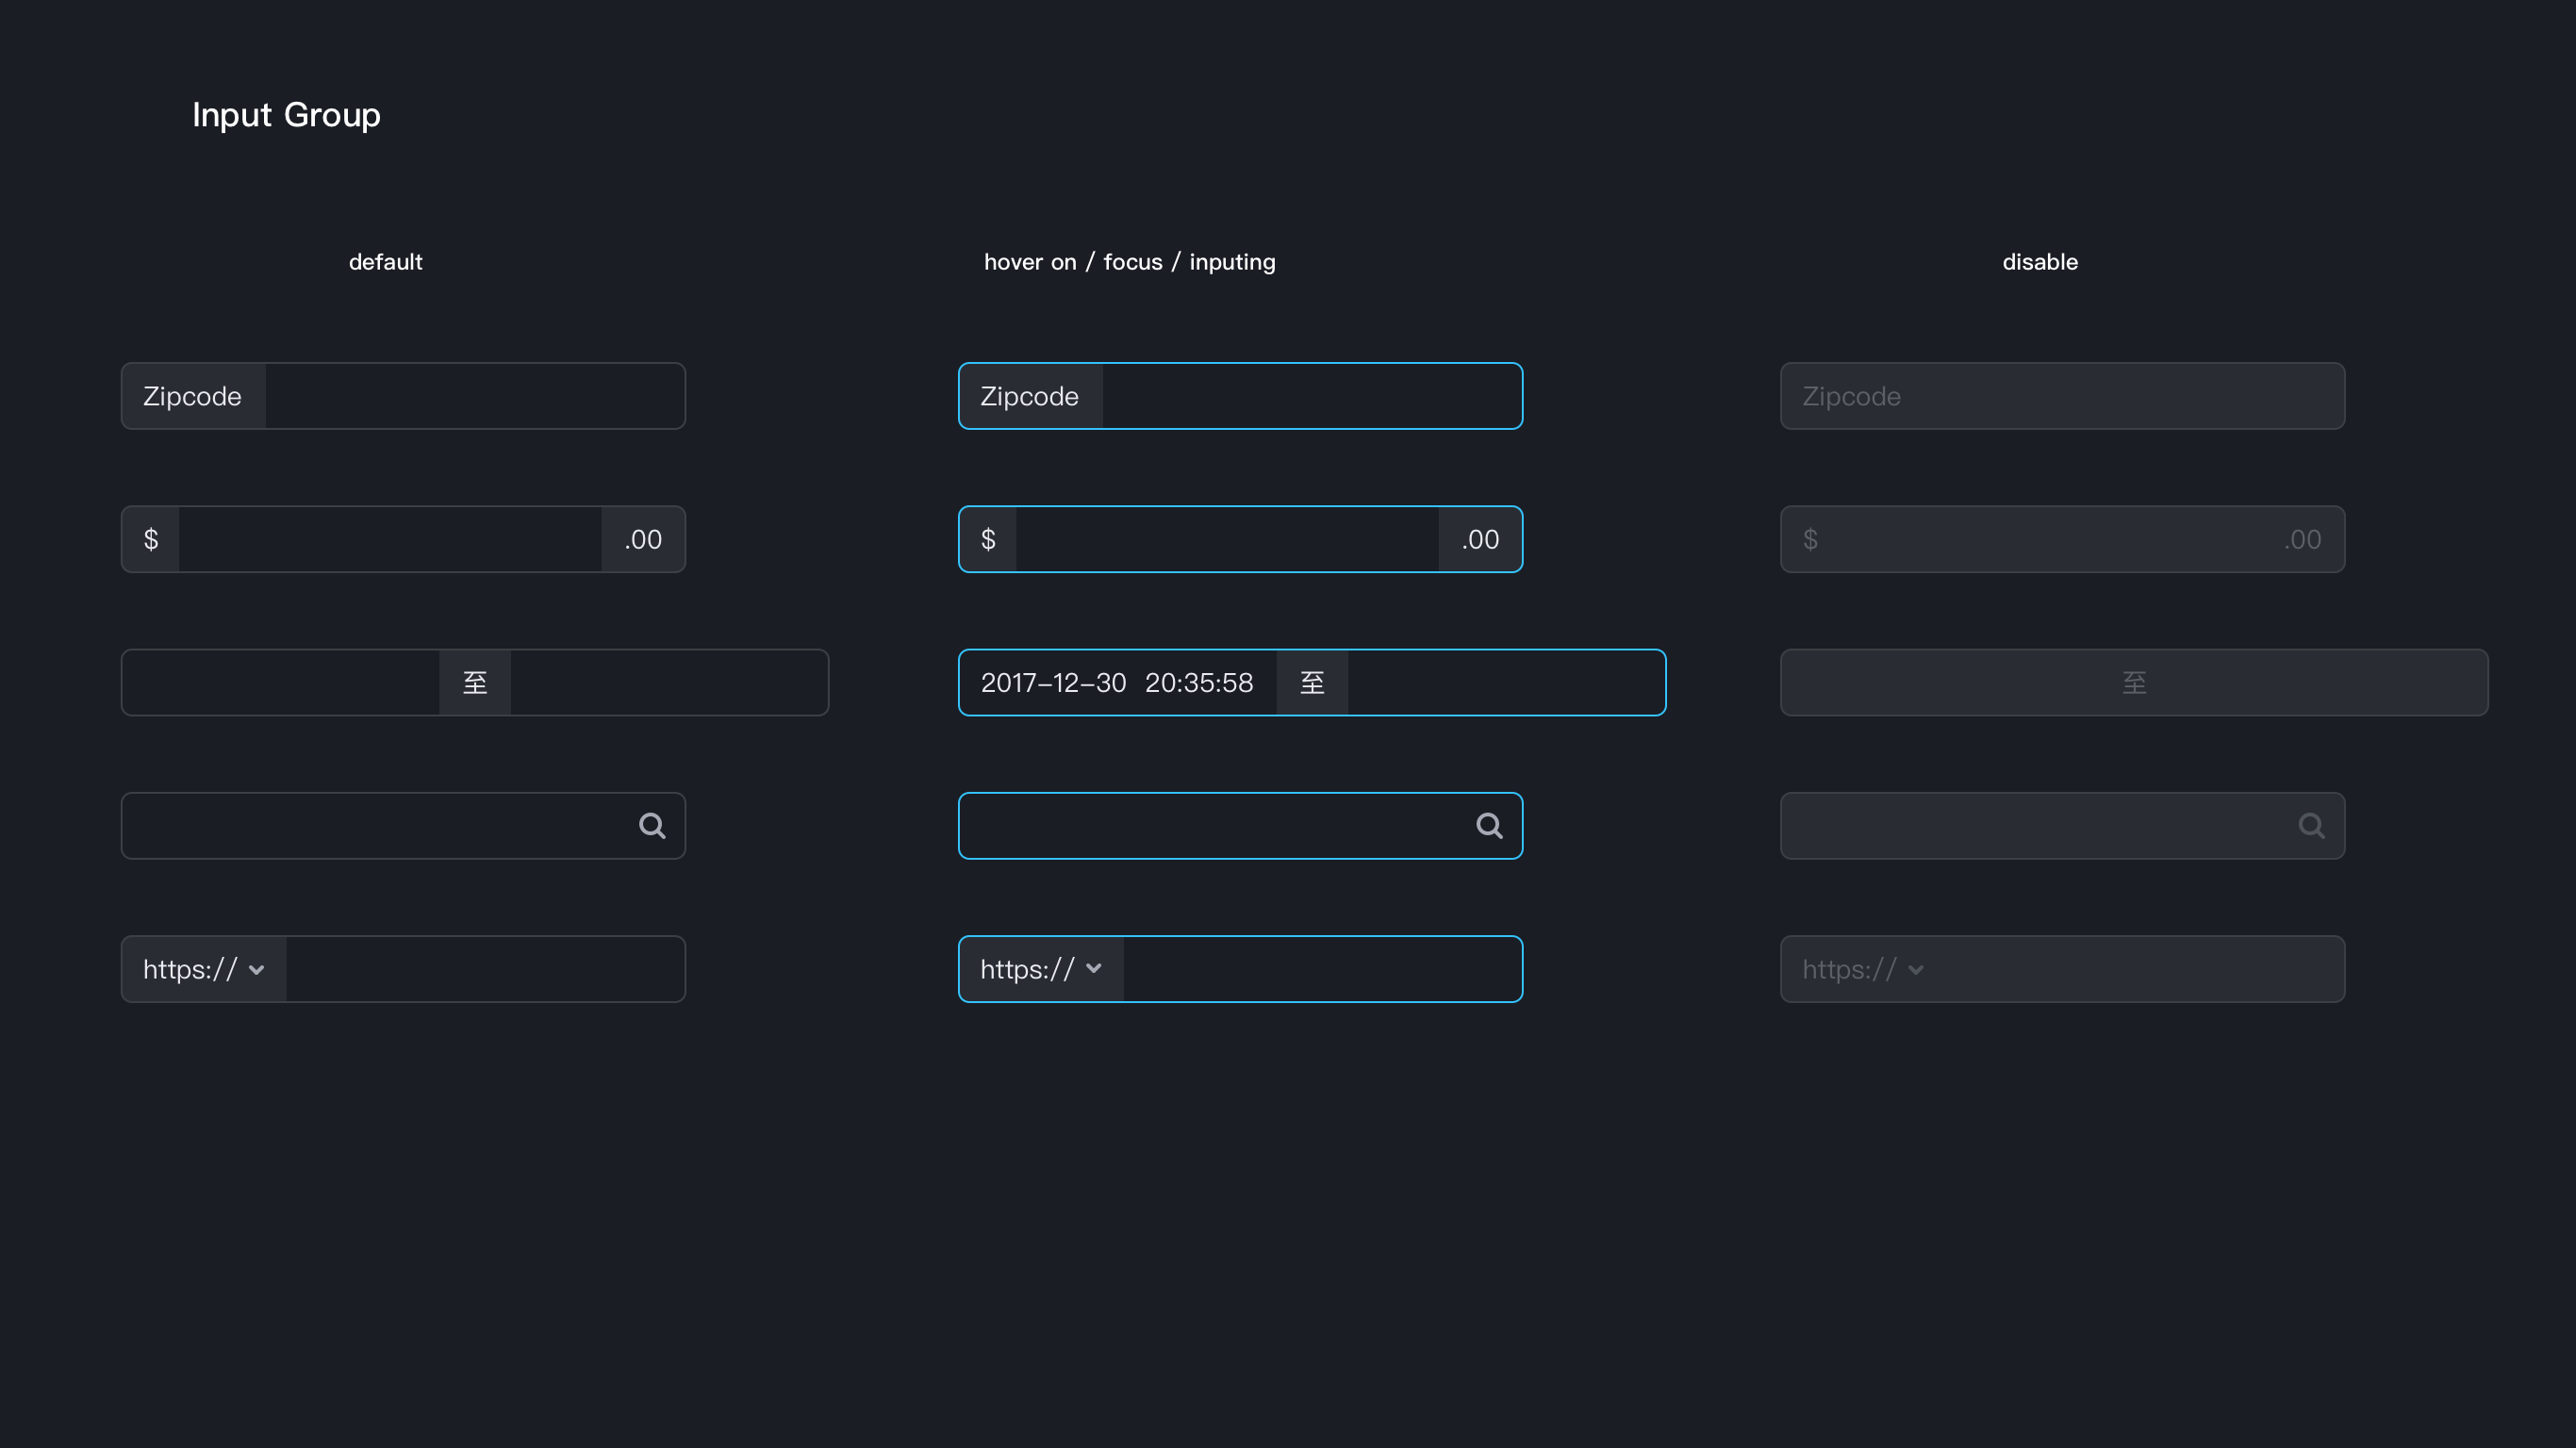 Input Group
default
hover on / focus / inputing
disable
Zipcode
Zipcode
Zipcode
$ .00
$ .00
$ .00
至
2017-12-30 20:35:58 至
至
https://
https://
https://